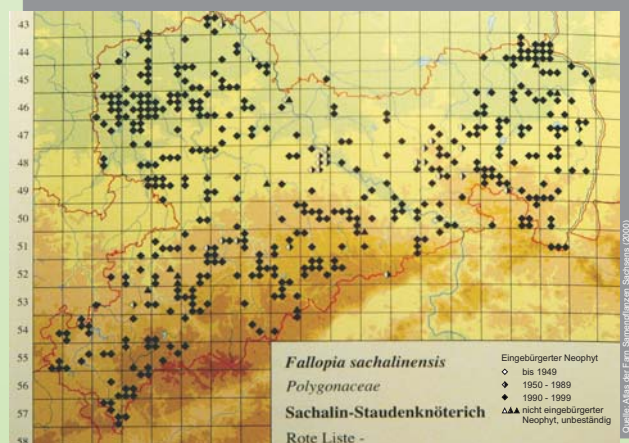 43
44
45
46
47
48
49
50
51
52
53
54
55
56
57
58
Fallopia sachalinensis
Polygonaceae
Sachalin-Staudenknöterich
Rote Liste -
Eingebürgerter Neophyt
◇ bis 1949
1950 - 1989
◆ 1990 - 1999
△▲▲ nicht eingebürgerter
Neophyt, unbeständig
Quelle: Atlas der Farn Samenpflanzen Sachsens (2000)